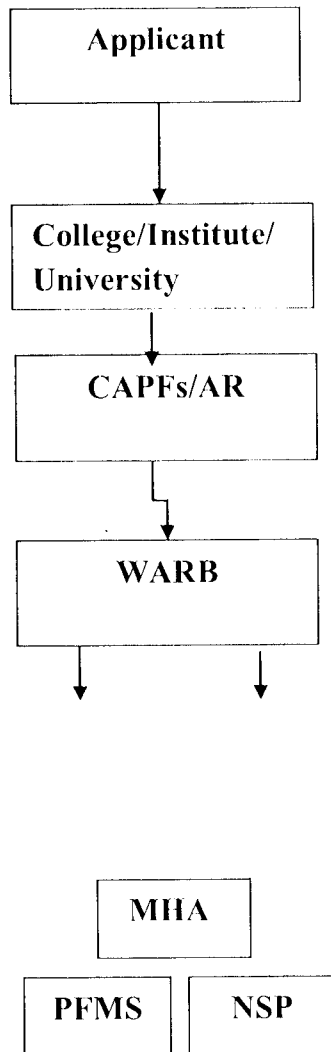 Applicant
College/Institute/
University
CAPFs/AR
WARB
MHA
PFMS
NSP